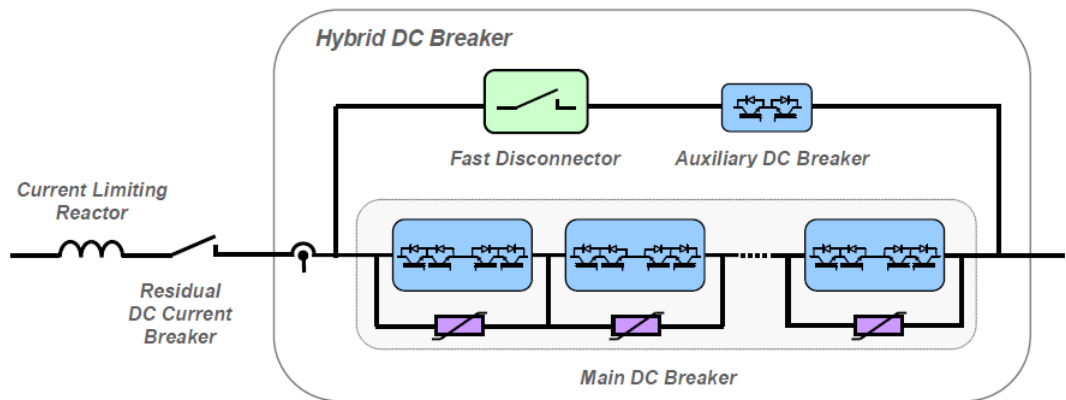 Hybrid DC Breaker
Fast Disconnector
Auxiliary DC Breaker
Current Limiting
Reactor
Residual
DC Current
Breaker
Main DC Breaker